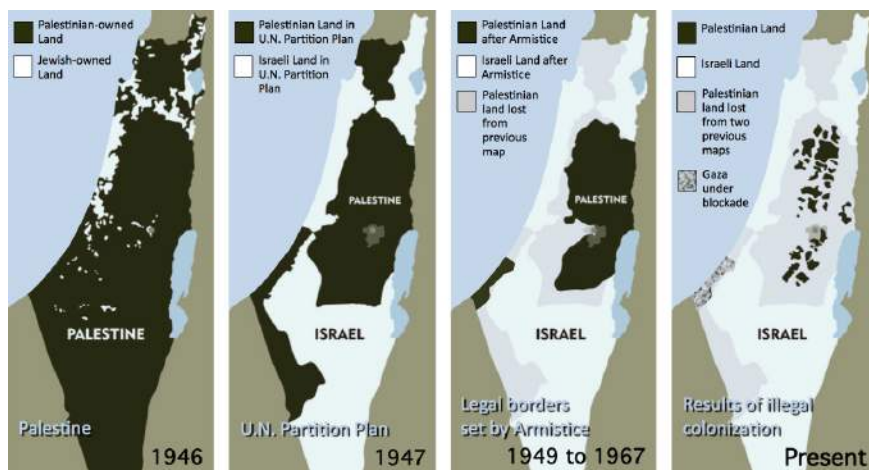 Palestinian-owned
Land
Jewish-owned
Land
PALESTINE
Palestine
1946
Palestinian Land in
U.N. Partition Plan
Israeli Land in
U.N. Partition
Plan
PALESTINE
ISRAEL
U.N. Partition Plan
1947
Palestinian Land
after Armistice
Israeli Land after
Armistice
Palestinian
land lost
from
previous
map
PALESTINE
ISRAEL
Legal borders
set by Armistice
1949 to 1967
Palestinian Land
Israeli Land
Palestinian
land lost
from two
previous
maps
Gaza
under
blockade
ISRAEL
Results of illegal
colonization
Present